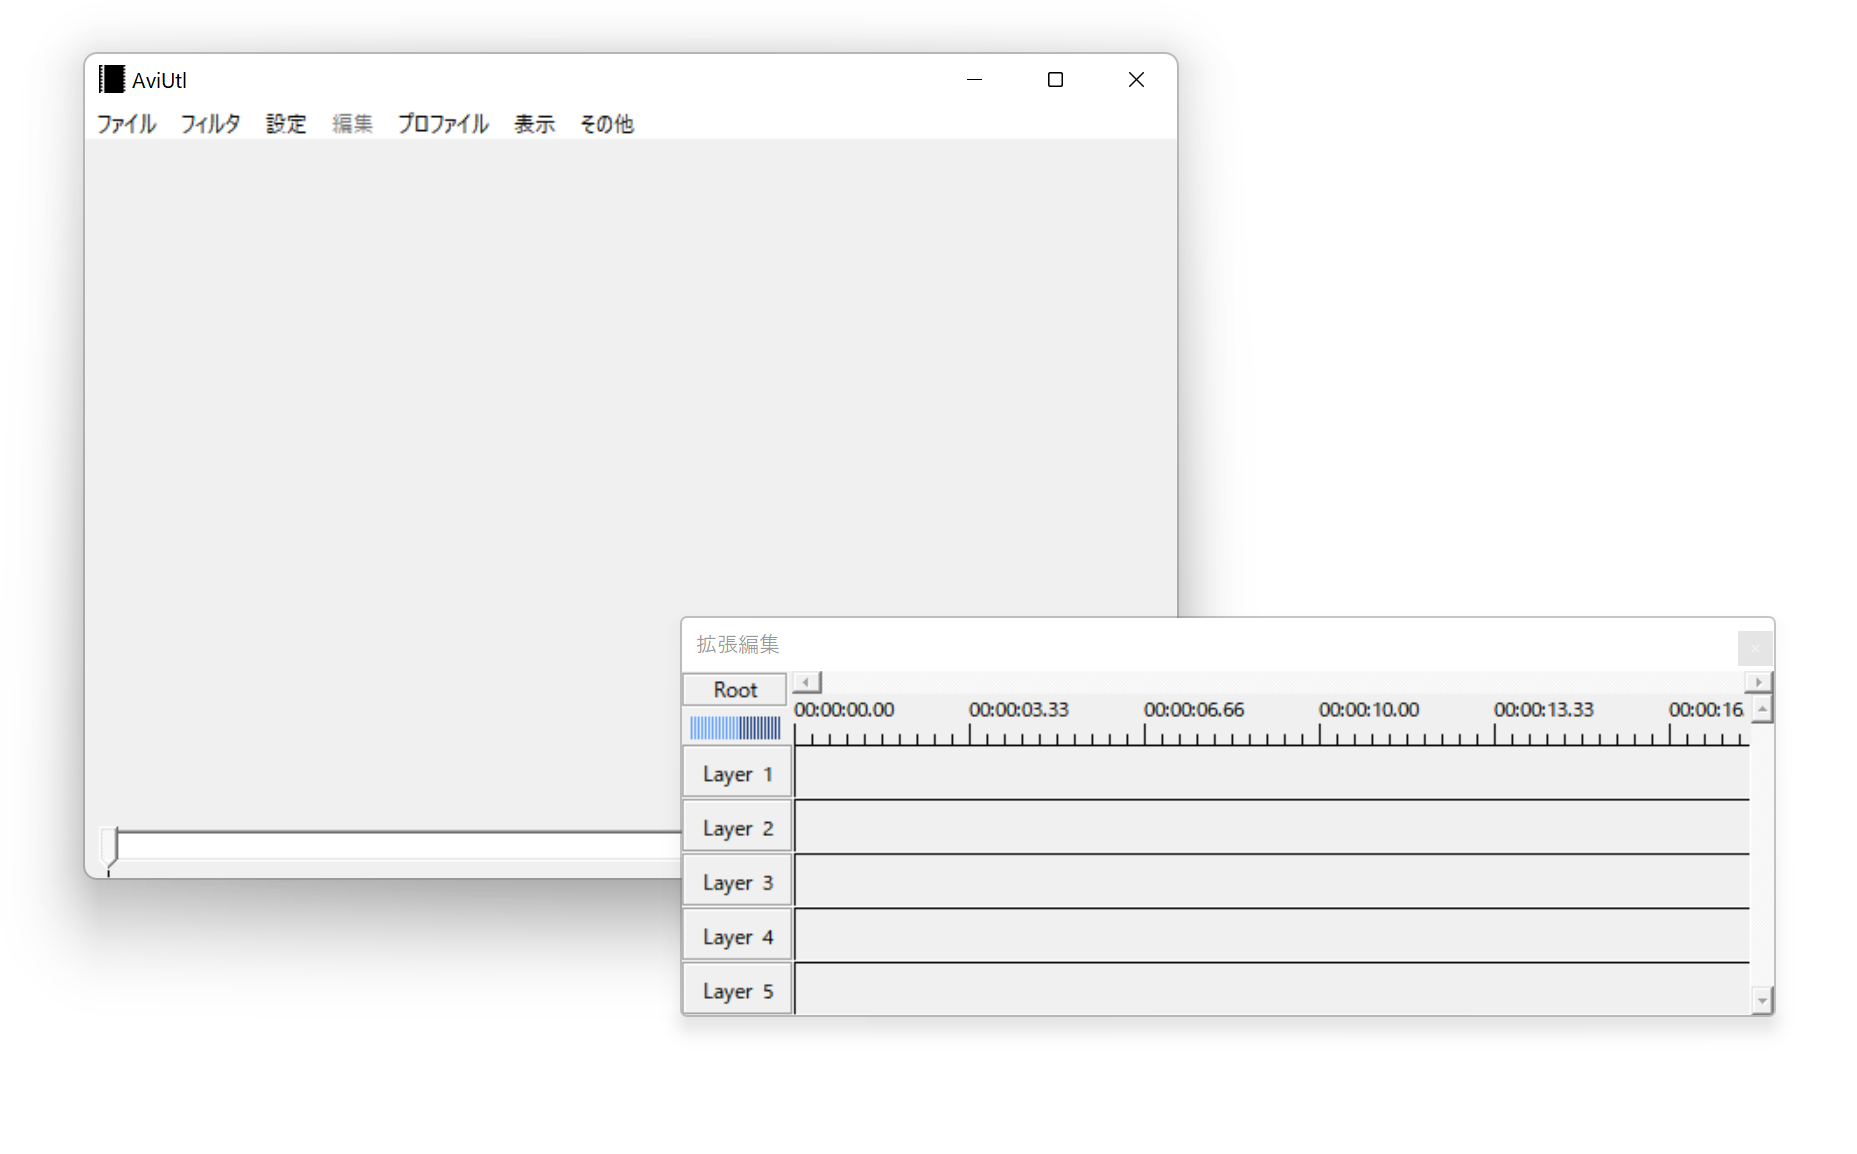 AviUtl
ファイル フィルタ 設定 編集 プロファイル 表示 その他
拡張編集
Root
00:00:00.00 00:00:03.33 00:00:06.66 00:00:10.00 00:00:13.33 00:00:16.
Layer 1
Layer 2
Layer 3
Layer 4
Layer 5